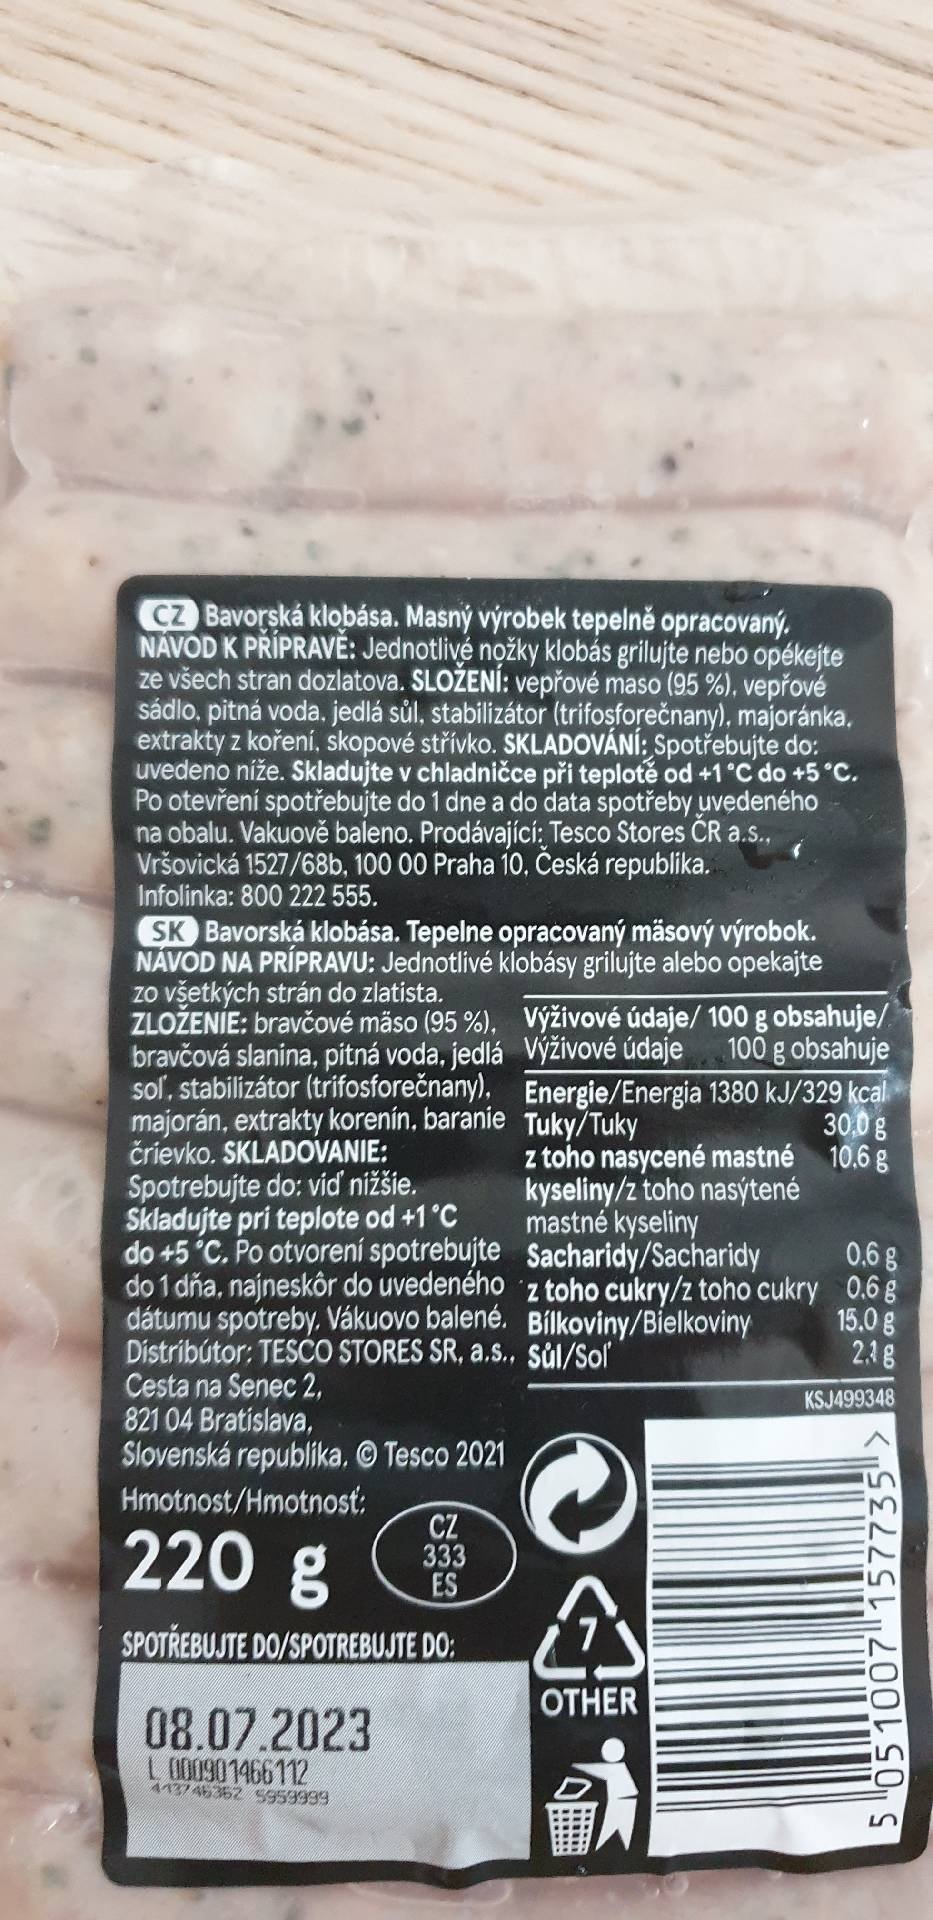 CZ Bavorská klobása. Masný výrobek tepelně opracovaný.
NÁVOD K PŘÍPRAVĚ: Jednotlivé nožky klobás grilujte nebo opékejte
ze všech stran dozlatova. SLOŽENÍ: vepřové maso (95 %), vepřové
sádlo, pitná voda, jedlá sůl, stabilizátor (trifosforečnany), majoránka,
extrakty z koření, skopové střívko. SKLADOVÁNÍ: Spotřebujte do:
uvedeno níže. Skladujte v chladničce při teplotě od +1 °C do +5 °C.
Po otevření spotřebujte do 1 dne a do data spotřeby uvedeného
na obalu. Vakuově baleno. Prodávající: Tesco Stores ČR a.s.,
Vršovická 1527/68b, 100 00 Praha 10, Česká republika.
Infolinka: 800 222 555.
SK Bavorská klobása. Tepelne opracovaný mäsový výrobok.
NÁVOD NA PRÍPRAVU: Jednotlivé klobásy grilujte alebo opekajte
zo všetkých strán do zlatista.
ZLOŽENIE: bravčové mäso (95 %),
bravčová slanina, pitná voda, jedlá
soľ, stabilizátor (trifosforečnany),
majorán, extrakty korenín, baranie
črievko. SKLADOVANIE:
Spotrebujte do: viď nižšie.
Skladujte pri teplote od +1 °C
do +5 °C. Po otvorení spotrebujte
do 1 dňa, najneskôr do uvedeného
dátumu spotreby. Vákuovo balené.
Distribútor: TESCO STORES SR, a.s.,
Cesta na Senec 2,
821 04 Bratislava,
Slovenská republika. © Tesco 2021
Výživové údaje/ 100 g obsahuje/
Výživové údaje 100 g obsahuje
Energie/Energia 1380 kJ/329 kcal
Tuky/Tuky 30,0 g
z toho nasycené mastné 10,6 g
kyseliny/z toho nasýtené
mastné kyseliny
Sacharidy/Sacharidy 0,6 g
z toho cukry/z toho cukry 0,6 g
Bílkoviny/Bielkoviny 15,0 g
Sůl/Soľ 2,1 g
KSJ499348
Hmotnost/Hmotnosť:
220 g
CZ
333
ES
SPOTŘEBUJTE DO/SPOTREBUJTE DO:
08.07.2023
L 000901466112
443746362 5959999
7
OTHER
5 051007 157735 >